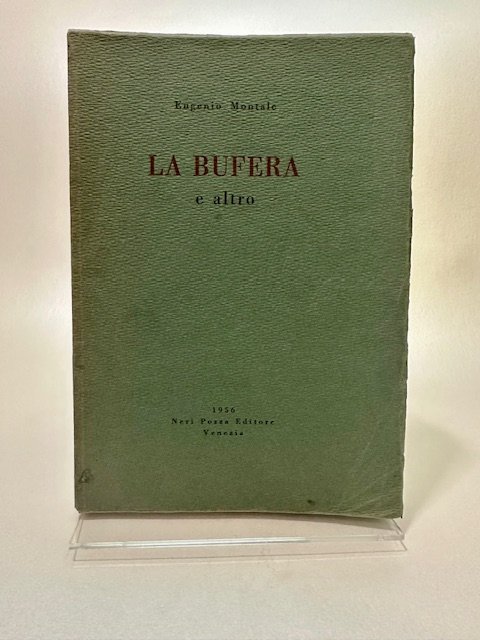 Eugenio Montale
LA BUFERA
e altro
1956
Neri Pozza Editore
Venezia